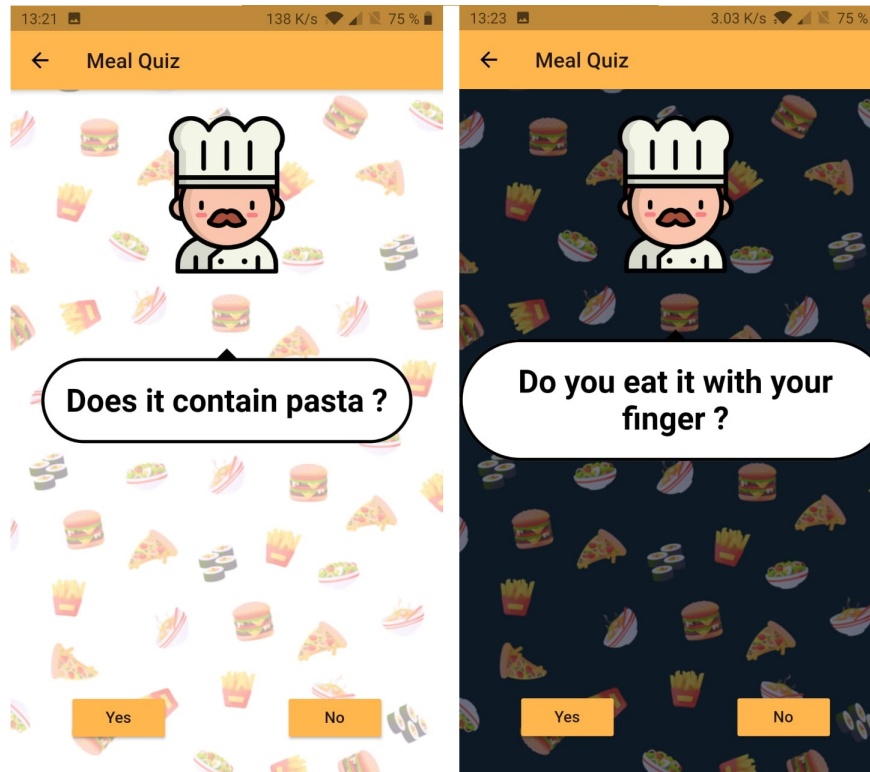 13:21 138 K/s 75 %
Meal Quiz
Does it contain pasta ?
Yes No
13:23 3.03 K/s 75 %
Meal Quiz
Do you eat it with your
finger ?
Yes No